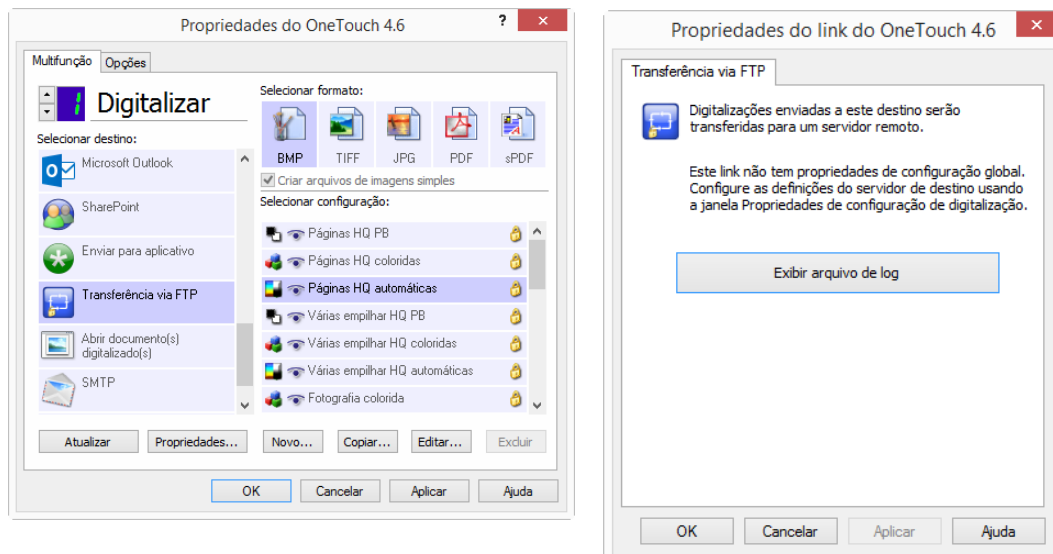 Propriedades do OneTouch 4.6
?
Multifunção
Opções
1
Digitalizar
Selecionar destino:
Microsoft Outlook
SharePoint
Enviar para aplicativo
Transferência via FTP
Abrir documento(s)
digitalizado(s)
SMTP
Selecionar formato:
BMP
TIFF
JPG
PDF
sPDF
Criar arquivos de imagens simples
Selecionar configuração:
Páginas HQ PB
Páginas HQ coloridas
Páginas HQ automáticas
Várias empilhar HQ PB
Várias empilhar HQ coloridas
Várias empilhar HQ automáticas
Fotografia colorida
Atualizar
Propriedades...
Novo...
Copiar...
Editar...
Excluir
OK
Cancelar
Aplicar
Ajuda
Propriedades do link do OneTouch 4.6
Transferência via FTP
Digitalizações enviadas a este destino serão
transferidas para um servidor remoto.
Este link não tem propriedades de configuração global.
Configure as definições do servidor de destino usando
a janela Propriedades de configuração de digitalização.
Exibir arquivo de log
OK
Cancelar
Aplicar
Ajuda